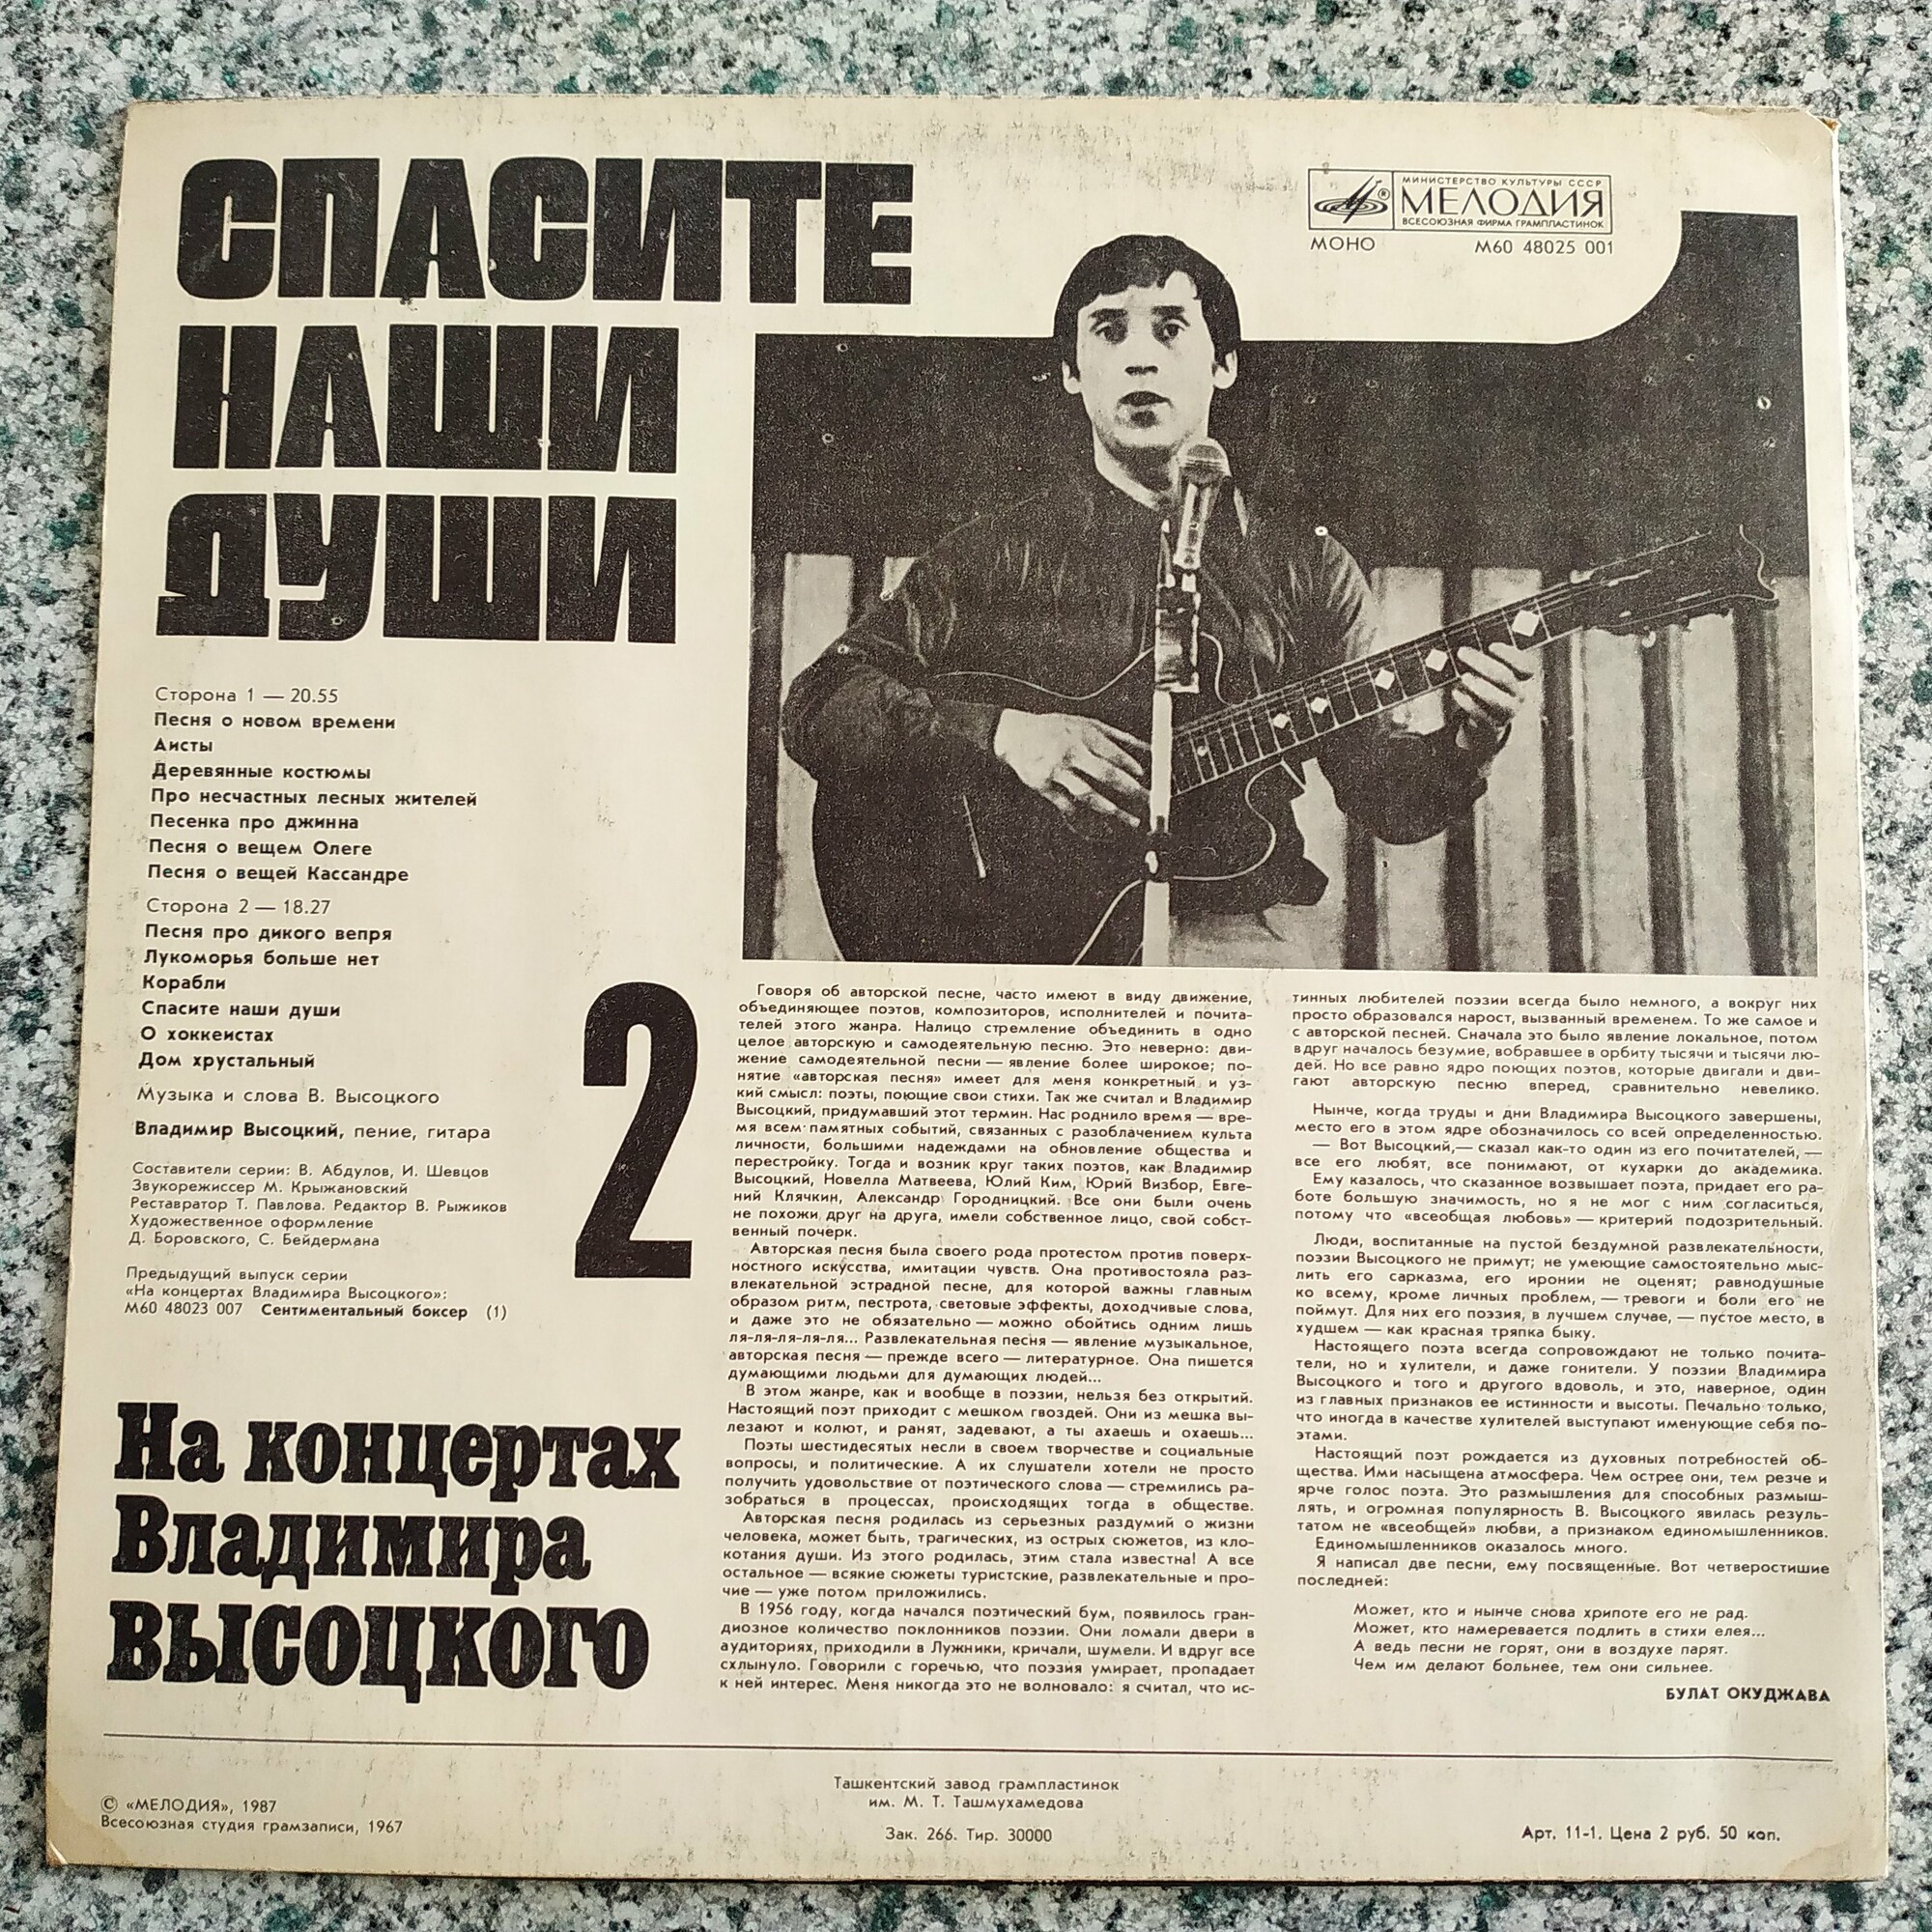 СПАСИТЕ
НАШИ
ДУШИ
МИНИСТЕРСТВО КУЛЬТУРЫ СССР
МЕЛОДИЯ
ВСЕСОЮЗНАЯ ФИРМА ГРАМПЛАСТИНОК
МОНО М60 48025 001
Сторона 1 — 20.55
Песня о новом времени
Аисты
Деревянные костюмы
Про несчастных лесных жителей
Песенка про джинна
Песня о вещем Олеге
Песня о вещей Кассандре
Сторона 2 — 18.27
Песня про дикого вепря
Лукоморья больше нет
Корабли
Спасите наши души
О хоккеистах
Дом хрустальный
Музыка и слова В. Высоцкого
Владимир Высоцкий, пение, гитара
Составители серии: В. Абдулов, И. Шевцов
Звукорежиссер М. Крыжановский
Реставратор Т. Павлова. Редактор В. Рыжиков
Художественное оформление
Д. Боровского, С. Бейдермана
Предыдущий выпуск серии
«На концертах Владимира Высоцкого»:
М60 48023 007 Сентиментальный боксер (1)
2
На концертах
Владимира
Высоцкого
Говоря об авторской песне, часто имеют в виду движение,
объединяющее поэтов, композиторов, исполнителей и почита-
телей этого жанра. Налицо стремление объединить в одно
целое авторскую и самодеятельную песню. Это неверно: дви-
жение самодеятельной песни — явление более широкое; по-
нятие «авторская песня» имеет для меня конкретный и уз-
кий смысл: поэты, поющие свои стихи. Так же считал и Владимир
Высоцкий, придумавший этот термин. Нас роднило время — вре-
мя всем памятных событий, связанных с разоблачением культа
личности, большими надеждами на обновление общества и
перестройку. Тогда и возник круг таких поэтов, как Владимир
Высоцкий, Новелла Матвеева, Юлий Ким, Юрий Визбор, Евге-
ний Клячкин, Александр Городницкий. Все они были очень
не похожи друг на друга, имели собственное лицо, свой собст-
венный почерк.
Авторская песня была своего рода протестом против поверх-
ностного искусства, имитации чувств. Она противостояла раз-
влекательной эстрадной песне, для которой важны главным
образом ритм, пестрота, световые эффекты, доходчивые слова,
и даже это не обязательно — можно обойтись одним лишь
ля-ля-ля-ля-ля... Развлекательная песня — явление музыкальное,
авторская песня — прежде всего — литературное. Она пишется
думающими людьми для думающих людей...
В этом жанре, как и вообще в поэзии, нельзя без открытий.
Настоящий поэт приходит с мешком гвоздей. Они из мешка вы-
лезают и колют, и ранят, задевают, а ты ахаешь и охаешь...
Поэты шестидесятых несли в своем творчестве и социальные
вопросы, и политические. А их слушатели хотели не просто
получить удовольствие от поэтического слова — стремились ра-
зобраться в процессах, происходящих тогда в обществе.
Авторская песня родилась из серьезных раздумий о жизни
человека, может быть, трагических, из острых сюжетов, из кло-
котания души. Из этого родилась, этим стала известна! А все
остальное — всякие сюжеты туристские, развлекательные и про-
чие — уже потом приложились.
В 1956 году, когда начался поэтический бум, появилось гран-
диозное количество поклонников поэзии. Они ломали двери в
аудиториях, приходили в Лужники, кричали, шумели. И вдруг все
схлынуло. Говорили с горечью, что поэзия умирает, пропадает
к ней интерес. Меня никогда это не волновало: я считал, что ис-
тинных любителей поэзии всегда было немного, а вокруг них
просто образовался нарост, вызванный временем. То же самое и
с авторской песней. Сначала это было явление локальное, потом
вдруг началось безумие, вобравшее в орбиту тысячи и тысячи лю-
дей. Но все равно ядро поющих поэтов, которые двигали и дви-
гают авторскую песню вперед, сравнительно невелико.
Нынче, когда труды и дни Владимира Высоцкого завершены,
место его в этом ядре обозначилось со всей определенностью.
— Вот Высоцкий,— сказал как-то один из его почитателей, —
все его любят, все понимают, от кухарки до академика.
Ему казалось, что сказанное возвышает поэта, придает его ра-
боте большую значимость, но я не мог с ним согласиться,
потому что «всеобщая любовь» — критерий подозрительный.
Люди, воспитанные на пустой бездумной развлекательности,
поэзии Высоцкого не примут; не умеющие самостоятельно мыс-
лить его сарказма, его иронии не оценят; равнодушные
ко всему, кроме личных проблем, — тревоги и боли его не
поймут. Для них его поэзия, в лучшем случае, — пустое место, в
худшем — как красная тряпка быку.
Настоящего поэта всегда сопровождают не только почита-
тели, но и хулители, и даже гонители. У поэзии Владимира
Высоцкого и того и другого вдоволь, и это, наверное, один
из главных признаков ее истинности и высоты. Печально только,
что иногда в качестве хулителей выступают именующие себя по-
этами.
Настоящий поэт рождается из духовных потребностей об-
щества. Ими насыщена атмосфера. Чем острее они, тем резче и
ярче голос поэта. Это размышления для способных размыш-
лять, и огромная популярность В. Высоцкого явилась резуль-
татом не «всеобщей» любви, а признаком единомышленников.
Единомышленников оказалось много.
Я написал две песни, ему посвященные. Вот четверостишие
последней:
Может, кто и нынче снова хрипоте его не рад.
Может, кто намеревается подлить в стихи елея...
А ведь песни не горят, они в воздухе парят.
Чем им делают больнее, тем они сильнее.
БУЛАТ ОКУДЖАВА
© «МЕЛОДИЯ», 1987
Всесоюзная студия грамзаписи, 1967
Ташкентский завод грампластинок
им. М. Т. Ташмухамедова
Зак. 266. Тир. 30000
Арт. 11-1. Цена 2 руб. 50 коп.